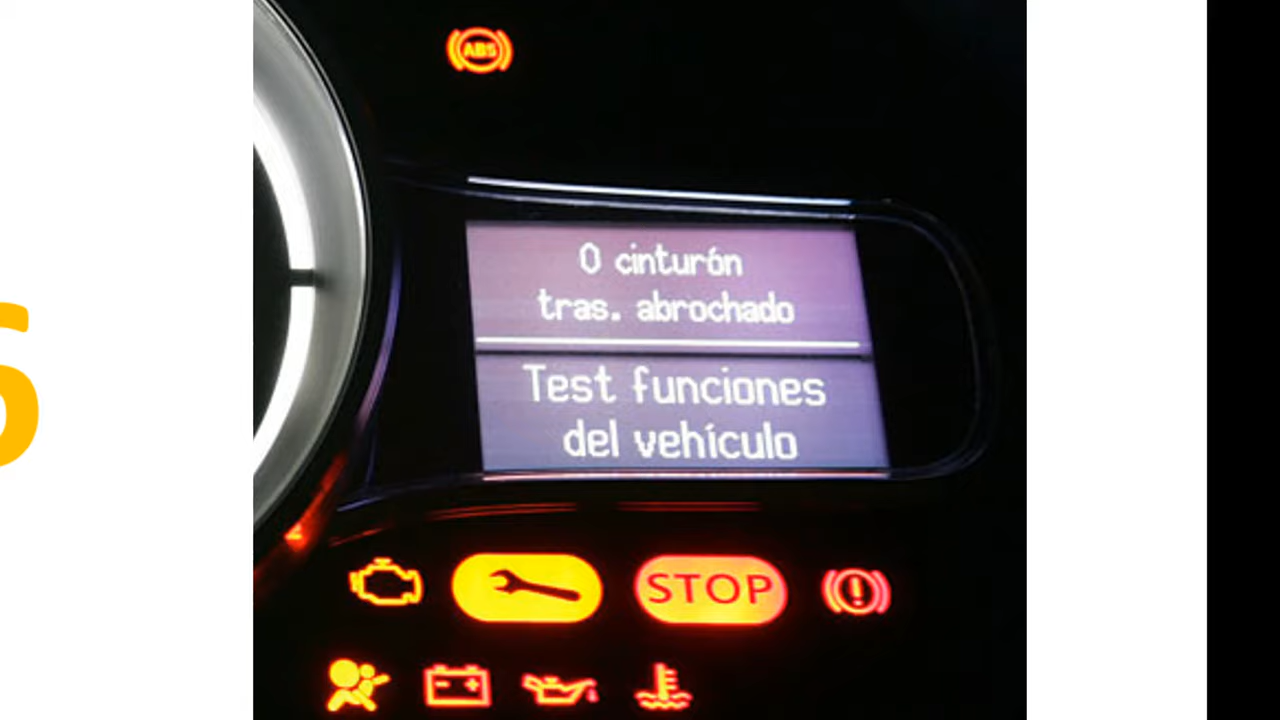 ABS
0 cinturón
tras. abrochado
Test funciones
del vehículo
STOP